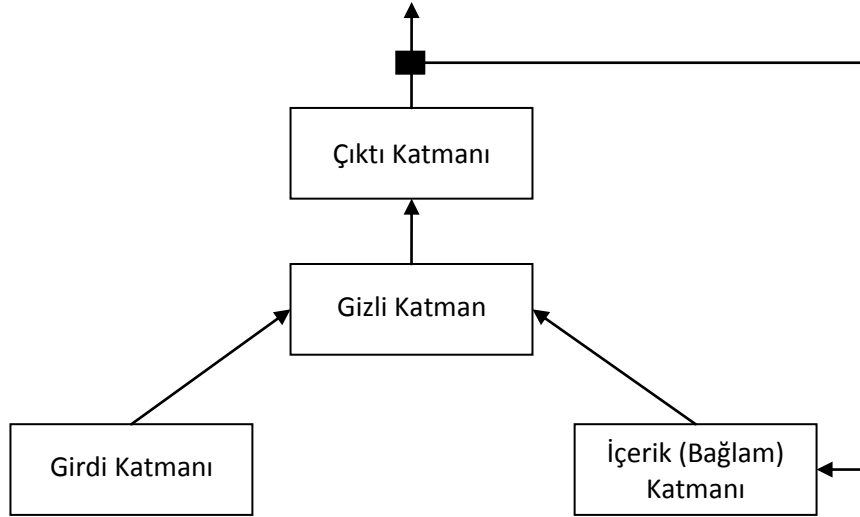 Çıktı Katmanı
Gizli Katman
Girdi Katmanı
İçerik (Bağlam)
Katmanı